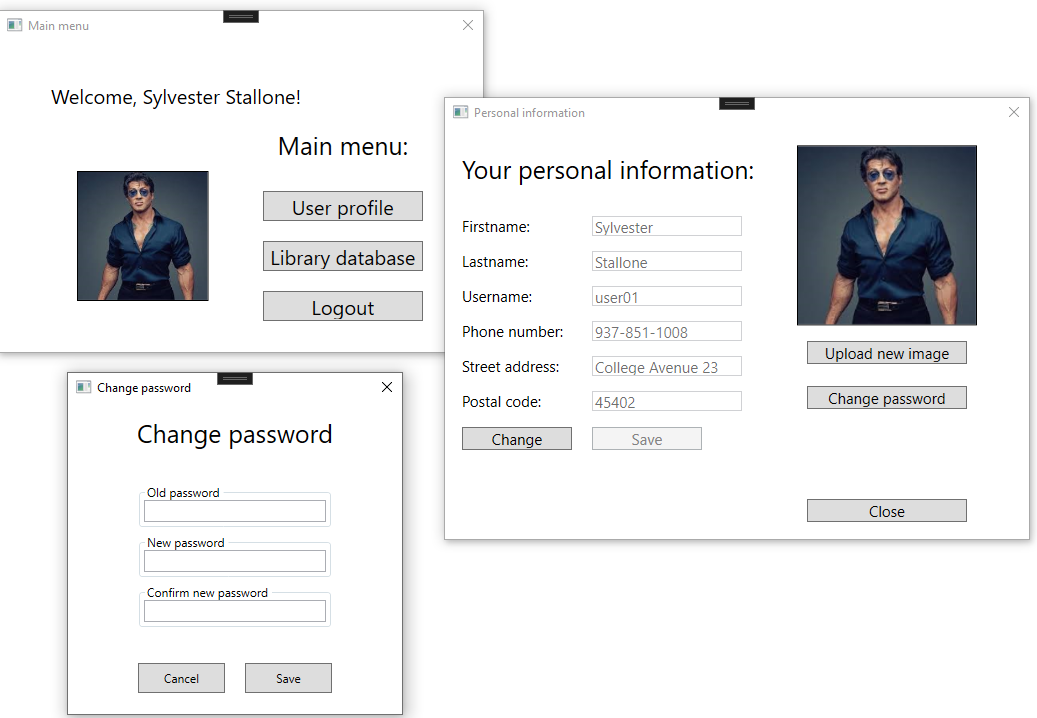 Main menu
Welcome, Sylvester Stallone!
Main menu:
User profile
Library database
Logout
Personal information
Your personal information:
Firstname: Sylvester
Lastname: Stallone
Username: user01
Phone number: 937-851-1008
Street address: College Avenue 23
Postal code: 45402
Change Save
Upload new image
Change password
Close
Change password
Change password
Old password
New password
Confirm new password
Cancel Save